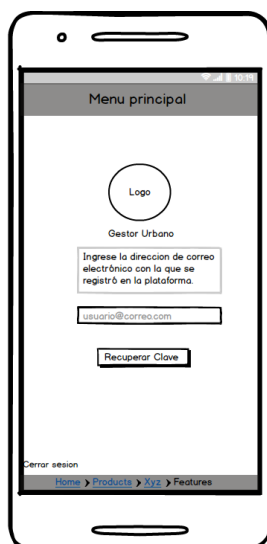 10:19
Menu principal
Logo
Gestor Urbano
Ingrese la direccion de correo
electrónico con la que se
registró en la plataforma.
usuario@correo.com
Recuperar Clave
Cerrar sesion
Home > Products > Xyz > Features